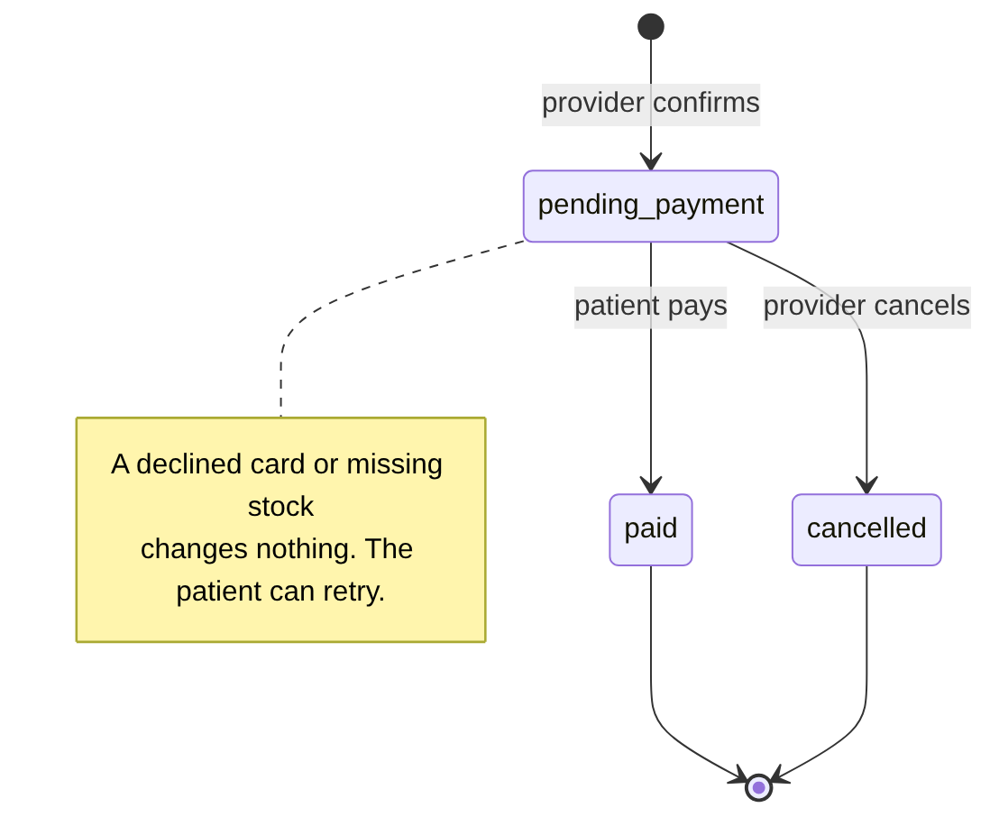 provider confirms
pending_payment
patient pays
provider cancels
A declined card or missing
stock
changes nothing. The
patient can retry.
paid
cancelled